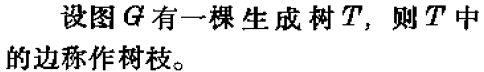 设图 G 有一棵生成树 T, 则 T 中
的边称作树枝。